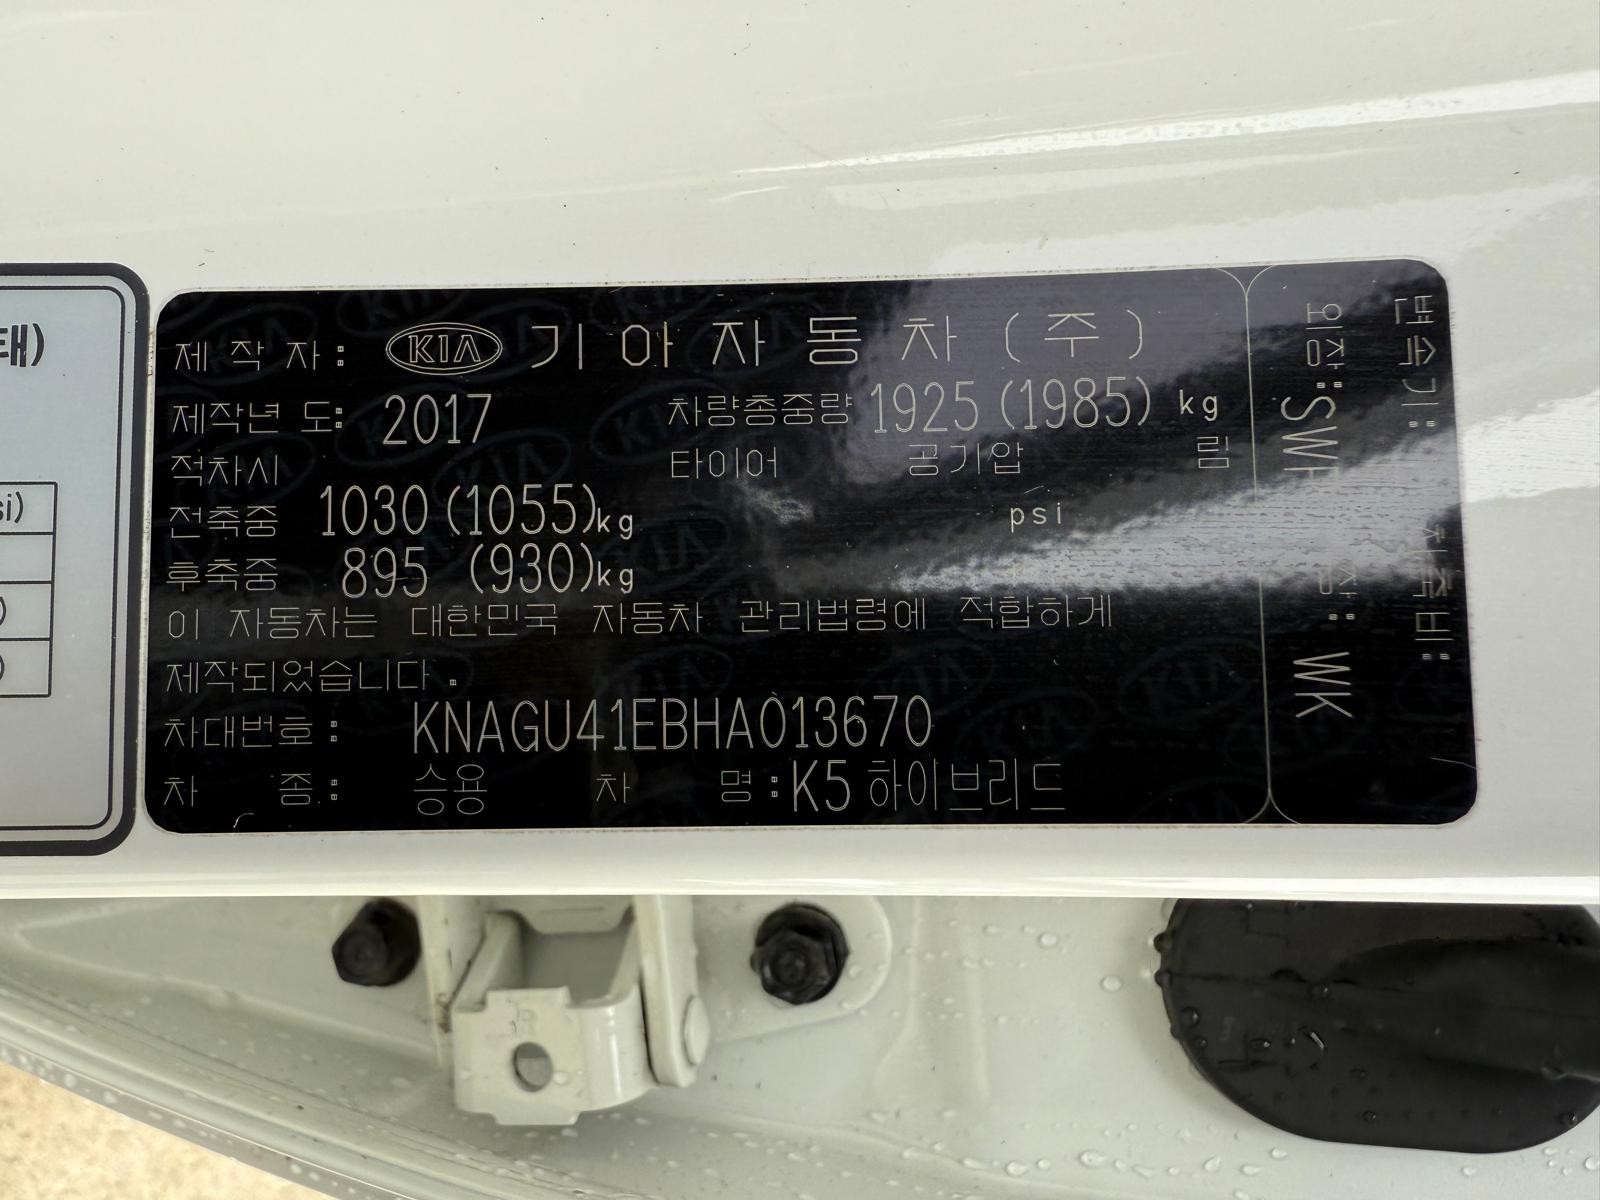 태)
si)
)
)
제 작 자 : KIA 기 아 자 동 차 ( 주 )
제작년 도: 2017 차량총중량 1925 (1985) kg
적차시 타이어 공기압 림
전축중 1030 (1055)kg psi
후축중 895 (930)kg
이 자동차는 대한민국 자동차 관리법령에 적합하게
제작되었습니다.
차대번호: KNAGU41EBHA013670
차 종: 승용 차 명:K5 하이브리드
변속기: 치축비:
외장:SWP 내장: WK